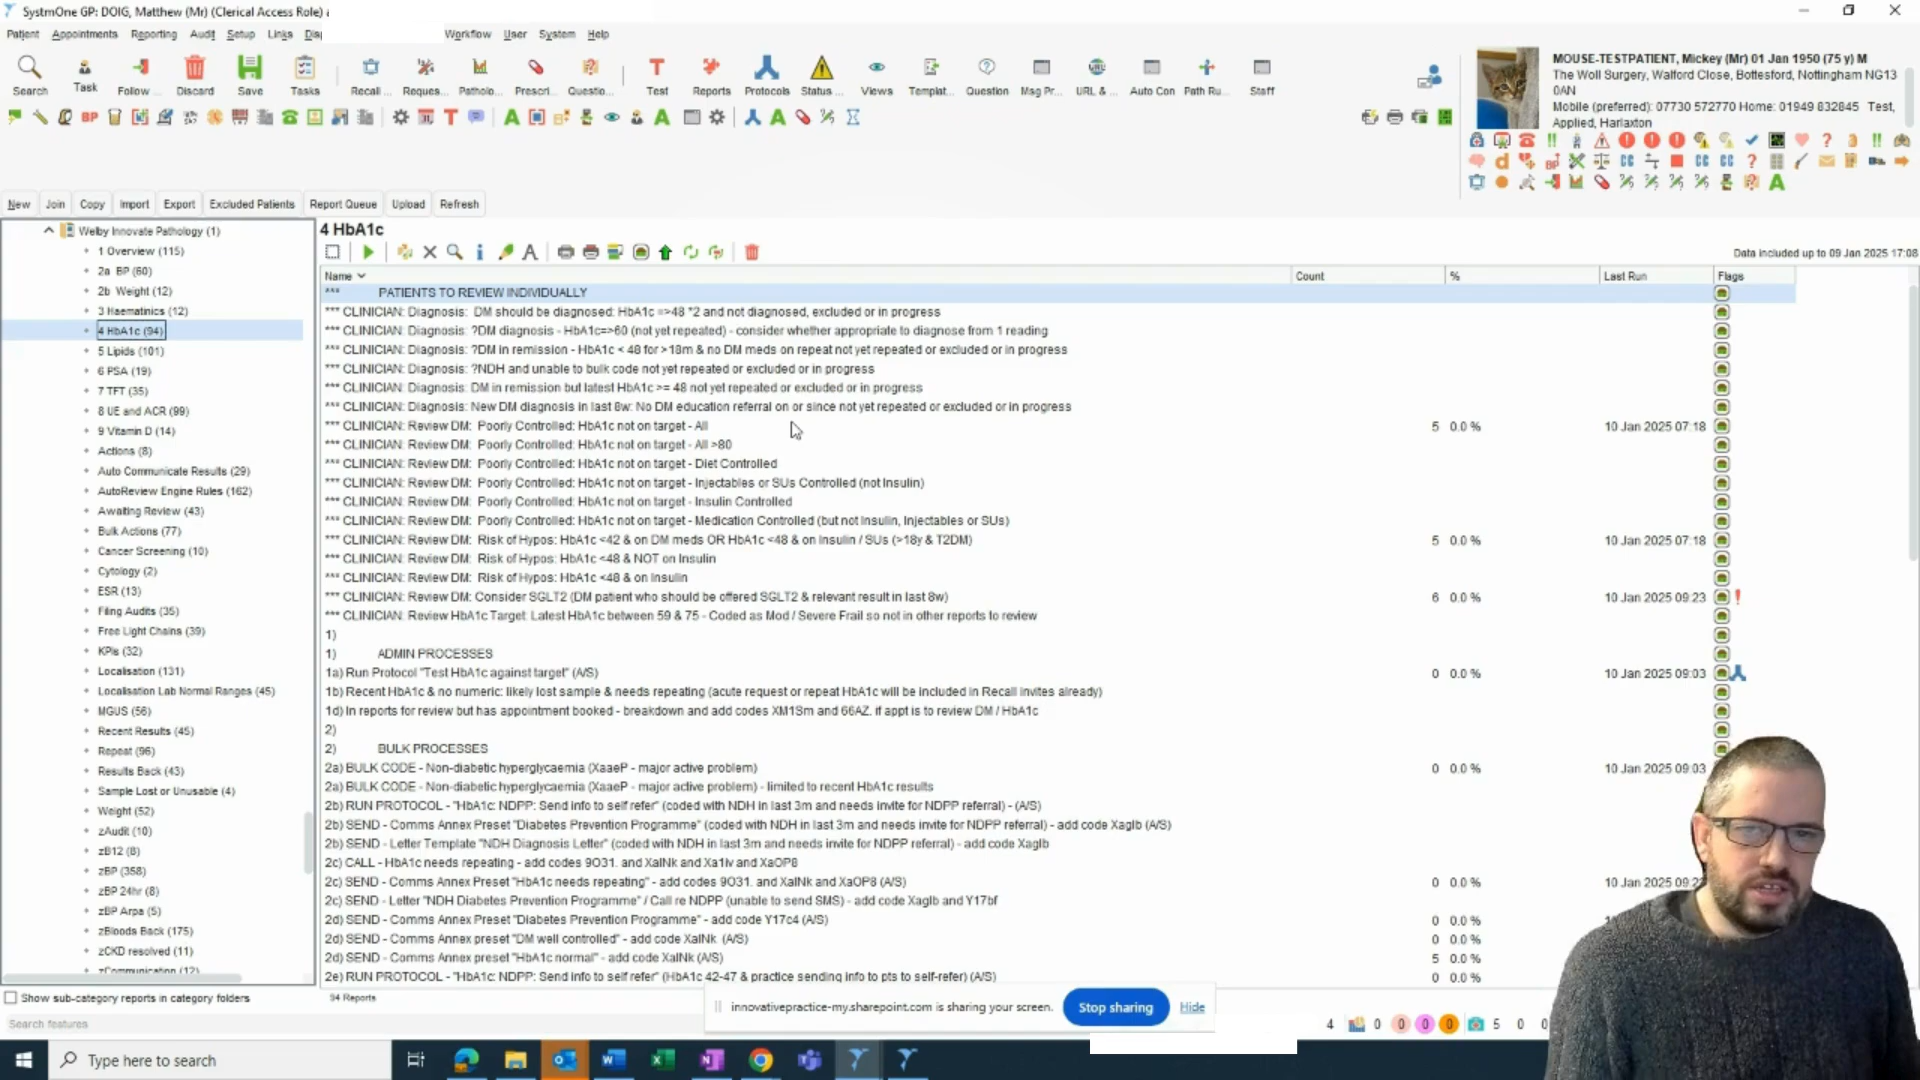 SystmOne GP: DOIG, Matthew (Mr) (Clerical Access Role)
Patient Appointments Reporting Audit Setup Links Workflow User System Help
Search Task Follow ... Discard Save Tasks Recall ... Reques... Patholo... Prescri... Questio... Test Reports Protocols Status ... Views Templat... Question Msg Pr... URL & ... Auto Con Path Ru... Staff
MOUSE-TESTPATIENT, Mickey (Mr) 01 Jan 1950 (75 y) M
The Woll Surgery, Walford Close, Bottesford, Nottingham NG13
0AN
Mobile (preferred): 07730 572770 Home: 01949 832845 Test,
Applied, Harlaxton
New Join Copy Import Export Excluded Patients Report Queue Upload Refresh
Welby Innovate Pathology (1)
1 Overview (115)
2a BP (60)
2b Weight (12)
3 Haematinics (12)
4 HbA1c (94)
5 Lipids (101)
6 PSA (19)
7 TFT (35)
8 UE and ACR (99)
9 Vitamin D (14)
Actions (8)
Auto Communicate Results (29)
AutoReview Engine Rules (162)
Awaiting Review (43)
Bulk Actions (77)
Cancer Screening (10)
Cytology (2)
ESR (13)
Filing Audits (35)
Free Light Chains (39)
KPIs (32)
Localisation (131)
Localisation Lab Normal Ranges (45)
MGUS (56)
Recent Results (45)
Repeat (96)
Results Back (43)
Sample Lost or Unusable (4)
Weight (52)
zAudit (10)
zB12 (8)
zBP (358)
zBP 24hr (8)
zBP Arpa (5)
zBloods Back (175)
zCKD resolved (11)
zCommunication (12)
Show sub-category reports in category folders
Search features
4 HbA1c
Data included up to 09 Jan 2025 17:08
Name Count % Last Run Flags
*** PATIENTS TO REVIEW INDIVIDUALLY
*** CLINICIAN: Diagnosis: DM should be diagnosed: HbA1c =>48 *2 and not diagnosed, excluded or in progress
*** CLINICIAN: Diagnosis: ?DM diagnosis - HbA1c=>60 (not yet repeated) - consider whether appropriate to diagnose from 1 reading
*** CLINICIAN: Diagnosis: ?DM in remission - HbA1c < 48 for >18m & no DM meds on repeat not yet repeated or excluded or in progress
*** CLINICIAN: Diagnosis: ?NDH and unable to bulk code not yet repeated or excluded or in progress
*** CLINICIAN: Diagnosis: DM in remission but latest HbA1c >= 48 not yet repeated or excluded or in progress
*** CLINICIAN: Diagnosis: New DM diagnosis in last 8w: No DM education referral on or since not yet repeated or excluded or in progress
*** CLINICIAN: Review DM: Poorly Controlled: HbA1c not on target - All 5 0.0 % 10 Jan 2025 07:18
*** CLINICIAN: Review DM: Poorly Controlled: HbA1c not on target - All >80
*** CLINICIAN: Review DM: Poorly Controlled: HbA1c not on target - Diet Controlled
*** CLINICIAN: Review DM: Poorly Controlled: HbA1c not on target - Injectables or SUs Controlled (not Insulin)
*** CLINICIAN: Review DM: Poorly Controlled: HbA1c not on target - Insulin Controlled
*** CLINICIAN: Review DM: Poorly Controlled: HbA1c not on target - Medication Controlled (but not Insulin, Injectables or SUs)
*** CLINICIAN: Review DM: Risk of Hypos: HbA1c <42 & on DM meds OR HbA1c <48 & on Insulin / SUs (>18y & T2DM) 5 0.0 % 10 Jan 2025 07:18
*** CLINICIAN: Review DM: Risk of Hypos: HbA1c <48 & NOT on Insulin
*** CLINICIAN: Review DM: Risk of Hypos: HbA1c <48 & on Insulin
*** CLINICIAN: Review DM: Consider SGLT2 (DM patient who should be offered SGLT2 & relevant result in last 8w) 6 0.0 % 10 Jan 2025 09:23
*** CLINICIAN: Review HbA1c Target: Latest HbA1c between 59 & 75 - Coded as Mod / Severe Frail so not in other reports to review
1)
1) ADMIN PROCESSES
1a) Run Protocol "Test HbA1c against target" (A/S) 0 0.0 % 10 Jan 2025 09:03
1b) Recent HbA1c & no numeric: likely lost sample & needs repeating (acute request or repeat HbA1c will be included in Recall invites already)
1d) In reports for review but has appointment booked - breakdown and add codes XM1Sm and 66AZ. if appt is to review DM / HbA1c
2)
2) BULK PROCESSES
2a) BULK CODE - Non-diabetic hyperglycaemia (XaaeP - major active problem) 0 0.0 % 10 Jan 2025 09:03
2a) BULK CODE - Non-diabetic hyperglycaemia (XaaeP - major active problem) - limited to recent HbA1c results
2b) RUN PROTOCOL - "HbA1c: NDPP: Send info to self refer" (coded with NDH in last 3m and needs invite for NDPP referral) - (A/S)
2b) SEND - Comms Annex Preset "Diabetes Prevention Programme" (coded with NDH in last 3m and needs invite for NDPP referral) - add code Xaglb (A/S)
2b) SEND - Letter Template "NDH Diagnosis Letter" (coded with NDH in last 3m and needs invite for NDPP referral) - add code Xaglb
2c) CALL - HbA1c needs repeating - add codes 9O31. and XalNk and Xa1lv and XaOP8
2c) SEND - Comms Annex Preset "HbA1c needs repeating" - add codes 9O31. and XalNk and XaOP8 (A/S) 0 0.0 %
2c) SEND - Letter "NDH Diabetes Prevention Programme" / Call re NDPP (unable to send SMS) - add code Xaglb and Y17bf
2d) SEND - Comms Annex Preset "Diabetes Prevention Programme" - add code Y17c4 (A/S) 0 0.0 %
2d) SEND - Comms Annex preset "DM well controlled" - add code XalNk (A/S) 0 0.0 %
2d) SEND - Comms Annex preset "HbA1c normal" - add code XalNk (A/S) 5 0.0 %
2e) RUN PROTOCOL - "HbA1c: NDPP: Send info to self refer" (HbA1c 42-47 & practice sending info to pts to self-refer) (A/S) 0 0.0 %
94 Reports
innovativepractice-my.sharepoint.com is sharing your screen. Stop sharing Hide
4 0 0 0 0 5 0 0
Type here to search